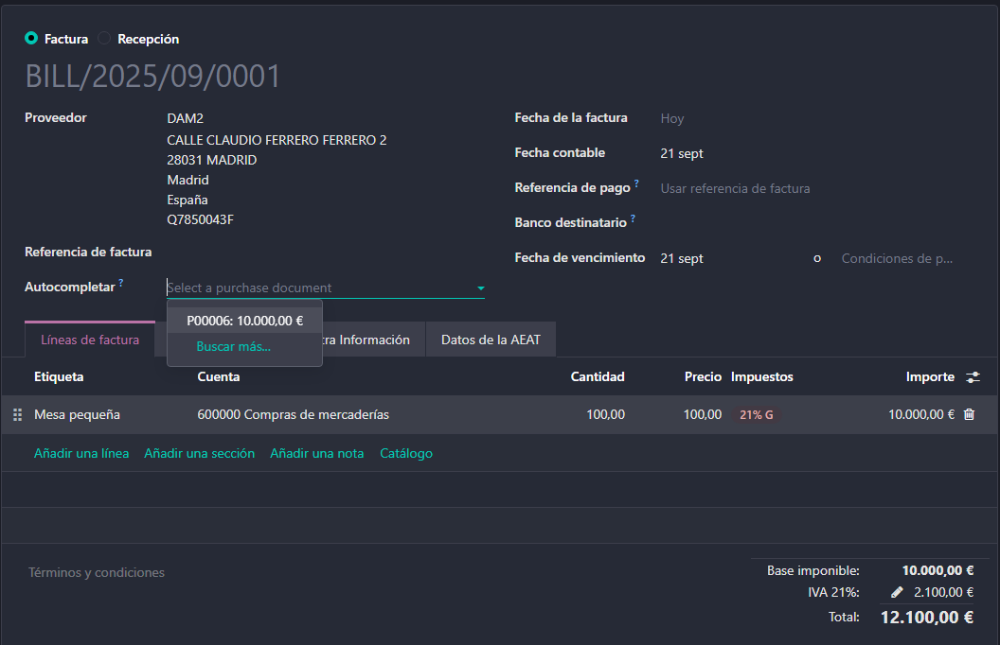 Factura Recepción
BILL/2025/09/0001
Proveedor DAM2
CALLE CLAUDIO FERRERO FERRERO 2
28031 MADRID
Madrid
España
Q7850043F
Referencia de factura
Autocompletar ? Select a purchase document
P00006: 10.000,00 €
Buscar más...
Fecha de la factura Hoy
Fecha contable 21 sept
Referencia de pago ? Usar referencia de factura
Banco destinatario ?
Fecha de vencimiento 21 sept o Condiciones de p...
Líneas de factura tra Información Datos de la AEAT
Etiqueta Cuenta Cantidad Precio Impuestos Importe
Mesa pequeña 600000 Compras de mercaderías 100,00 100,00 21% G 10.000,00 €
Añadir una línea Añadir una sección Añadir una nota Catálogo
Términos y condiciones
Base imponible: 10.000,00 €
IVA 21%: 2.100,00 €
Total: 12.100,00 €